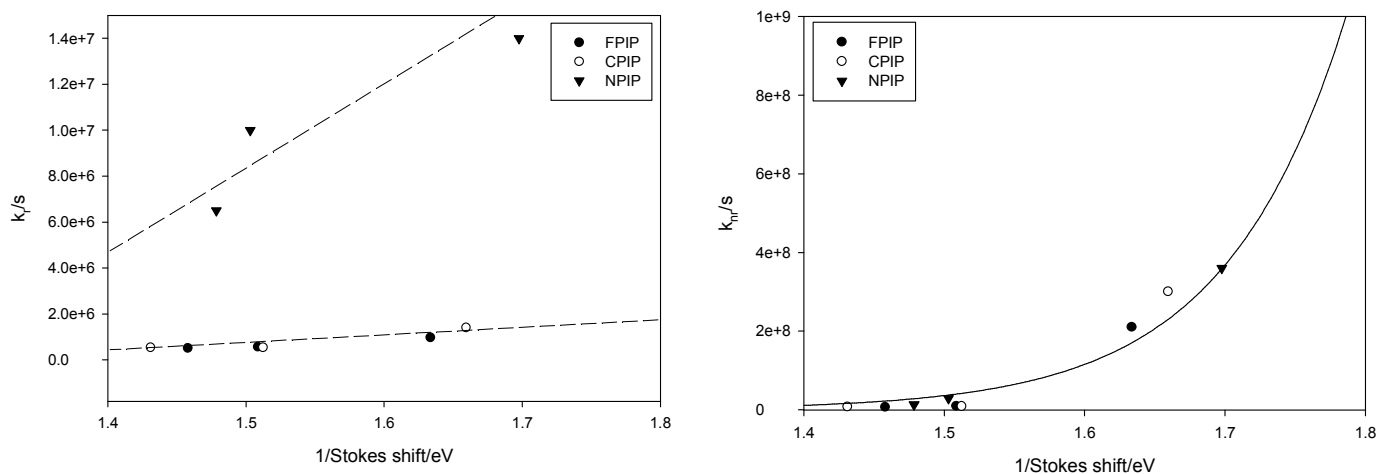 1.4e+7
1.2e+7
1.0e+7
8.0e+6
6.0e+6
4.0e+6
2.0e+6
0.0
kr/s
1.4 1.5 1.6 1.7 1.8
1/Stokes shift/eV
FPIP
CPIP
NPIP
1e+9
8e+8
6e+8
4e+8
2e+8
0
knr/s
1.4 1.5 1.6 1.7 1.8
1/Stokes shift/eV
FPIP
CPIP
NPIP